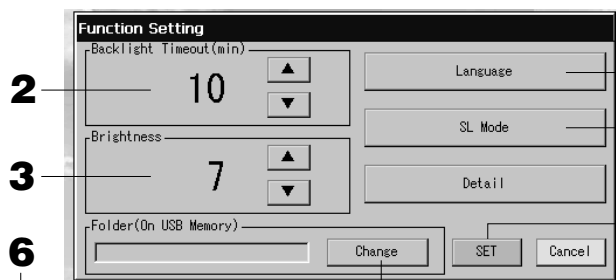 Function Setting
Backlight Timeout(min)
2
10
▲
▼
Language
SL Mode
Brightness
3
7
▲
▼
Detail
Folder(On USB Memory)
6
Change
SET
Cancel